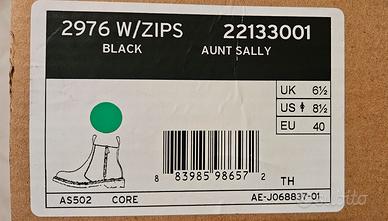 2976 W/ZIPS 22133001
BLACK AUNT SALLY
UK 6½
US 8½
EU 40
8 83985 98657 2
TH
AS502 CORE AE-J068837-01
subito